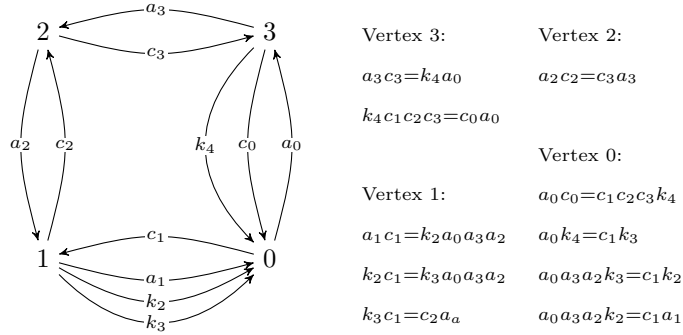 2
a₃
c₃
3
a₂
c₂
k₄
c₀
a₀
1
c₁
a₁
k₂
k₃
0
Vertex 3:
a₃c₃=k₄a₀
k₄c₁c₂c₃=c₀a₀
Vertex 1:
a₁c₁=k₂a₀a₃a₂
k₂c₁=k₃a₀a₃a₂
k₃c₁=c₂aₐ
Vertex 2:
a₂c₂=c₃a₃
Vertex 0:
a₀c₀=c₁c₂c₃k₄
a₀k₄=c₁k₃
a₀a₃a₂k₃=c₁k₂
a₀a₃a₂k₂=c₁a₁